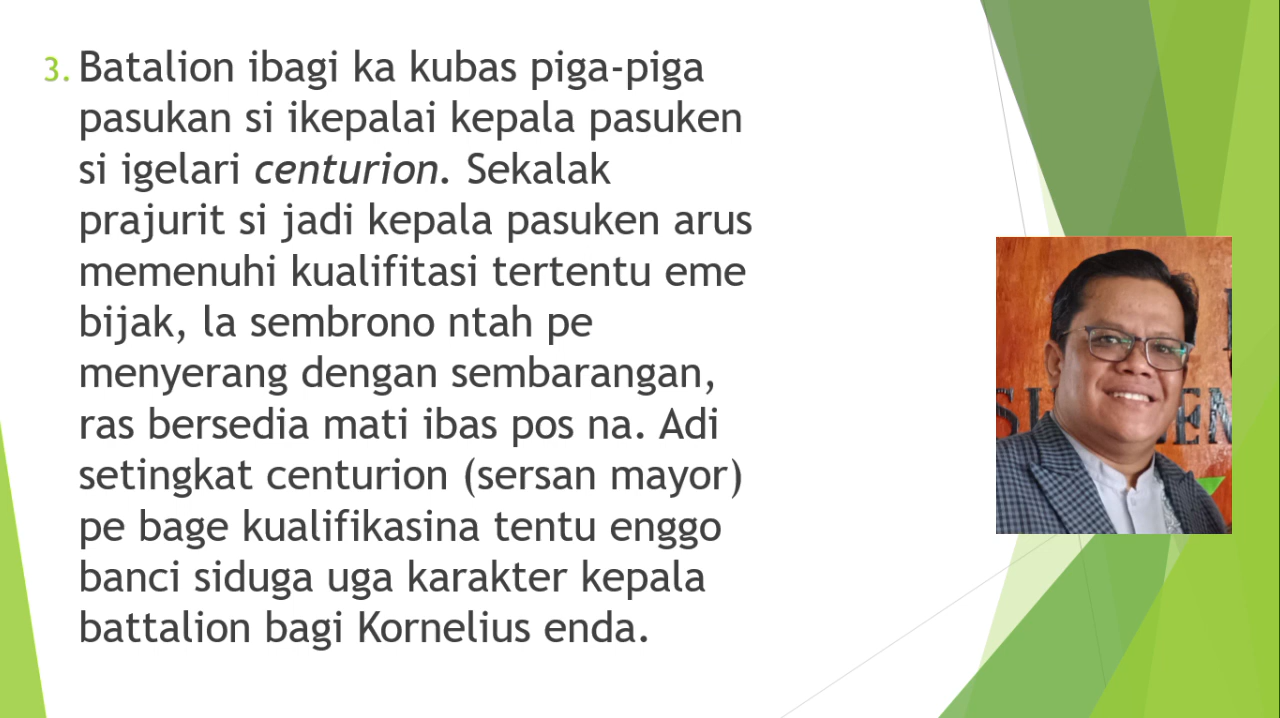 3. Batalion ibagi ka kubas piga-piga
pasukan si ikepalai kepala pasuken
si igelari centurion. Sekalak
prajurit si jadi kepala pasuken arus
memenuhi kualifitasi tertentu eme
bijak, la sembrono ntah pe
menyerang dengan sembarangan,
ras bersedia mati ibas pos na. Adi
setingkat centurion (sersan mayor)
pe bage kualifikasina tentu enggo
banci siduga uga karakter kepala
battalion bagi Kornelius enda.